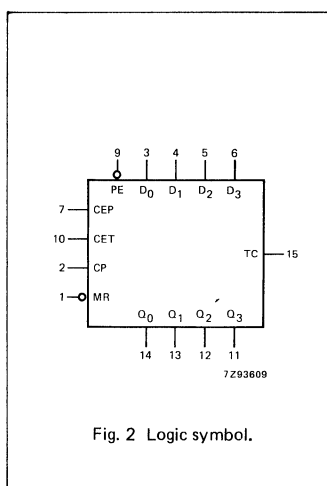 9 3 4 5 6
PE D0 D1 D2 D3
7 CEP
10 CET
TC 15
2 CP
1 MR
Q0 Q1 Q2 Q3
14 13 12 11
7Z93609
Fig. 2 Logic symbol.